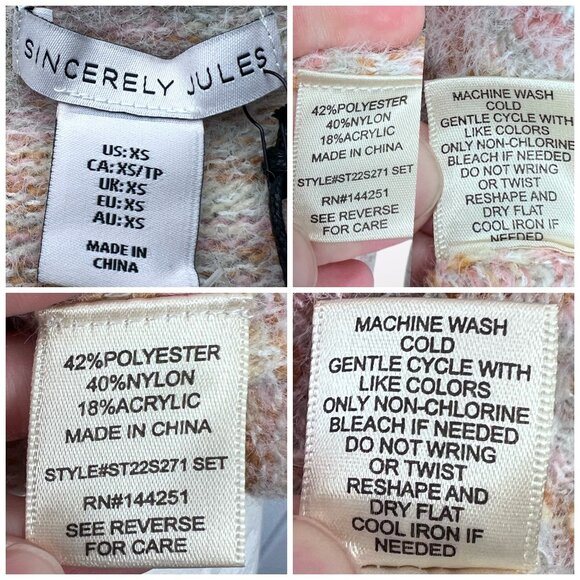 SINCERELY JULES
US: XS
CA: XS/TP
UR: XS
EU: XS
AU: XS
MADE IN
CHINA
42%POLYESTER
40%NYLON
18%ACRYLIC
MADE IN CHINA
STYLE#ST22S271 SET
RN#144251
SEE REVERSE
FOR CARE
MACHINE WASH
COLD
GENTLE CYCLE WITH
LIKE COLORS
ONLY NON-CHLORINE
BLEACH IF NEEDED
DO NOT WRING
OR TWIST
RESHAPE AND
DRY FLAT
COOL IRON IF
NEEDED
42%POLYESTER
40%NYLON
18%ACRYLIC
MADE IN CHINA
STYLE#ST22S271 SET
RN#144251
SEE REVERSE
FOR CARE
MACHINE WASH
COLD
GENTLE CYCLE WITH
LIKE COLORS
ONLY NON-CHLORINE
BLEACH IF NEEDED
DO NOT WRING
OR TWIST
RESHAPE AND
DRY FLAT
COOL IRON IF
NEEDED